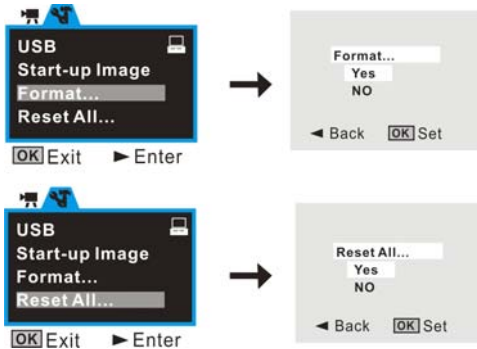 USB
Start-up Image
Format...
Reset All...
OK Exit ► Enter
Format...
Yes
NO
◄ Back OK Set
USB
Start-up Image
Format...
Reset All...
OK Exit ► Enter
Reset All...
Yes
NO
◄ Back OK Set